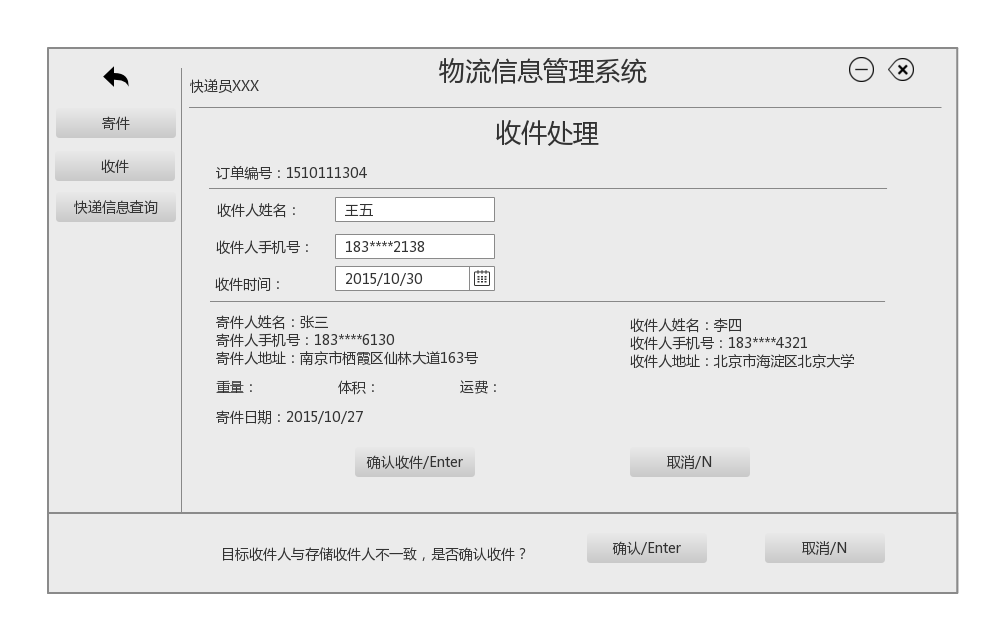 物流信息管理系统
快递员XXX
寄件
收件
快递信息查询
收件处理
订单编号：1510111304
收件人姓名： 王五
收件人手机号： 183****2138
收件时间： 2015/10/30
寄件人姓名：张三
寄件人手机号：183****6130
寄件人地址：南京市栖霞区仙林大道163号
收件人姓名：李四
收件人手机号：183****4321
收件人地址：北京市海淀区北京大学
重量： 体积： 运费：
寄件日期：2015/10/27
确认收件/Enter 取消/N
目标收件人与存储收件人不一致，是否确认收件？ 确认/Enter 取消/N